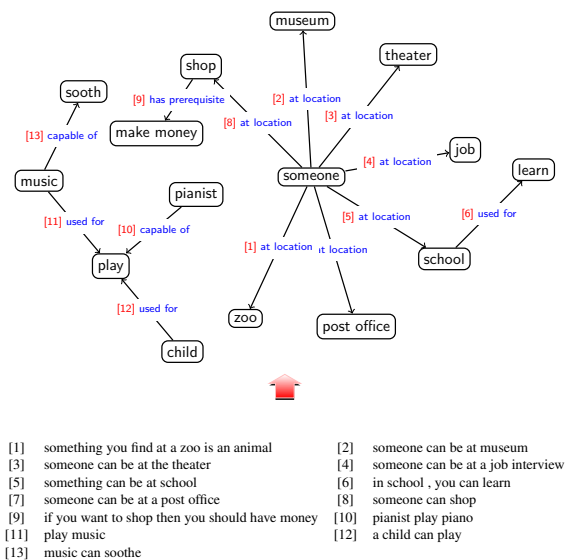 museum
theater
shop
sooth
[9] has prerequisite
[2] at location
[3] at location
[8] at location
make money
[13] capable of
job
[4] at location
learn
music
someone
pianist
[11] used for
[10] capable of
[5] at location
[6] used for
[1] at location
at location
play
school
[12] used for
zoo
post office
child
[1] something you find at a zoo is an animal
[2] someone can be at museum
[3] someone can be at the theater
[4] someone can be at a job interview
[5] something can be at school
[6] in school , you can learn
[7] someone can be at a post office
[8] someone can shop
[9] if you want to shop then you should have money
[10] pianist play piano
[11] play music
[12] a child can play
[13] music can soothe